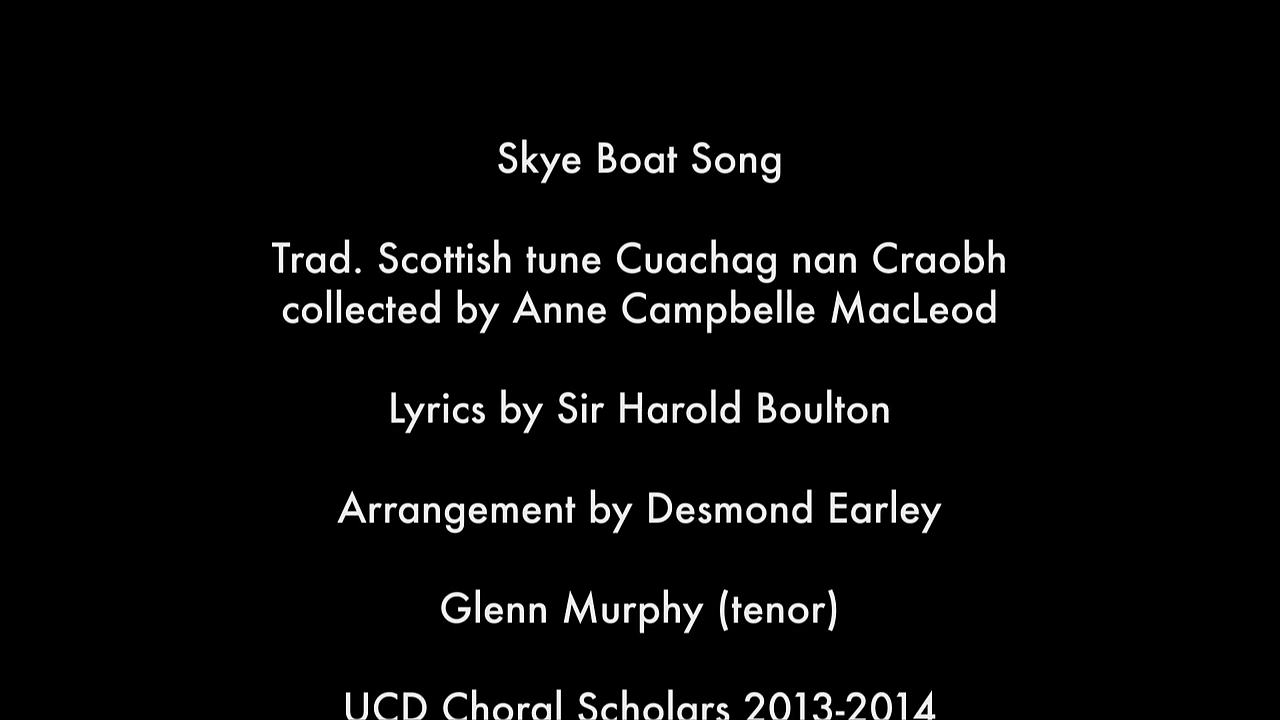 Skye Boat Song
Trad. Scottish tune Cuachag nan Craobh
collected by Anne Campbelle MacLeod
Lyrics by Sir Harold Boulton
Arrangement by Desmond Earley
Glenn Murphy (tenor)
UCD Choral Scholars 2013-2014